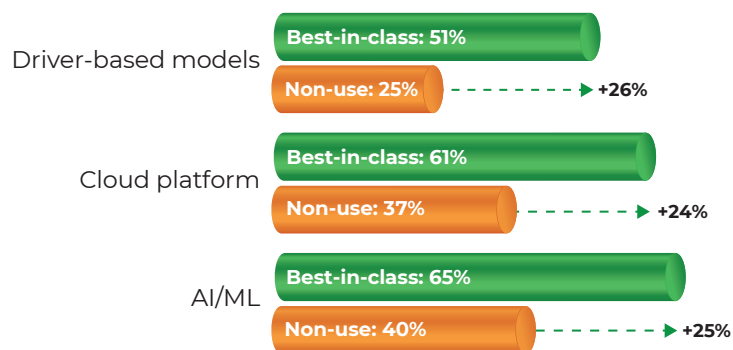 Best-in-class: 51%
Driver-based models
Non-use: 25%
+26%
Best-in-class: 61%
Cloud platform
Non-use: 37%
+24%
Best-in-class: 65%
AI/ML
Non-use: 40%
+25%